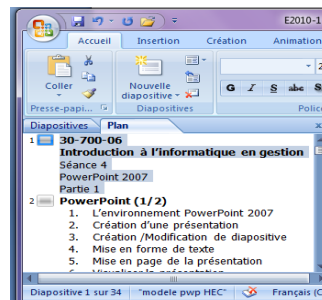 E2010-1
Accueil Insertion Création Animation
Coller
Nouvelle
diapositive
G I S abc S
Presse-papi... Diapositives Police
Diapositives Plan
1 30-700-06
Introduction à l'informatique en gestion
Séance 4
PowerPoint 2007
Partie 1
2 PowerPoint (1/2)
1. L'environnement PowerPoint 2007
2. Création d'une présentation
3. Création /Modification de diapositive
4. Mise en forme de texte
5. Mise en page de la présentation
Diapositive 1 sur 34 "modele pwp HEC" Français (C